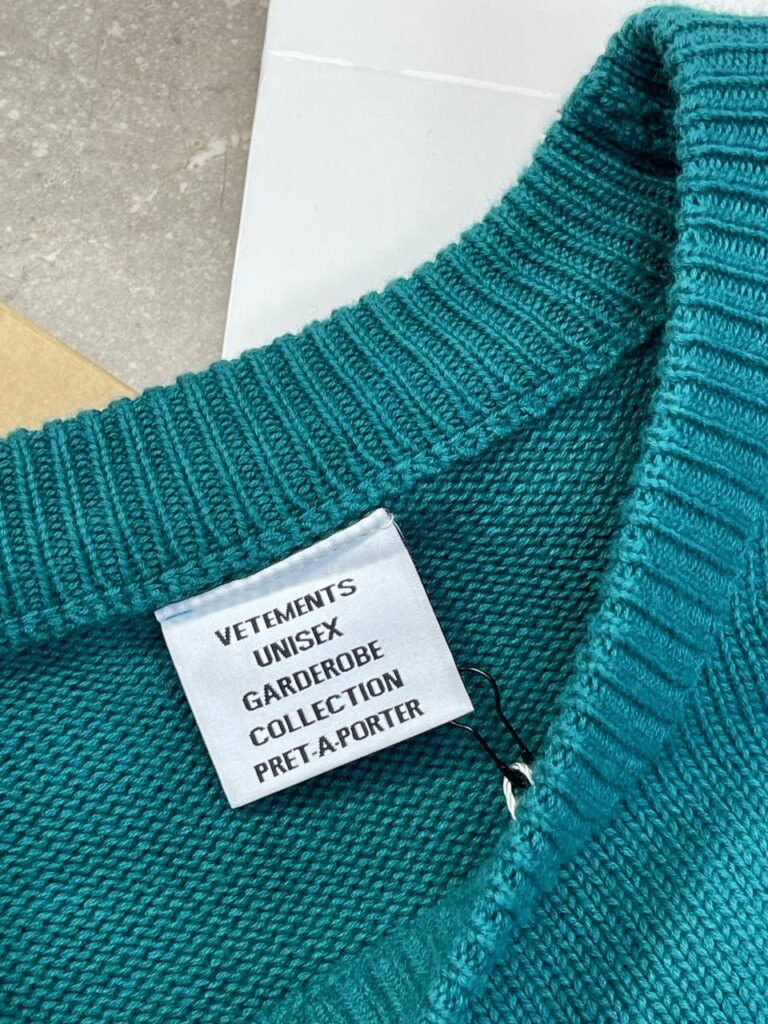 VETEMENTS
UNISEX
GARDEROBE
COLLECTION
PRET-A-PORTER